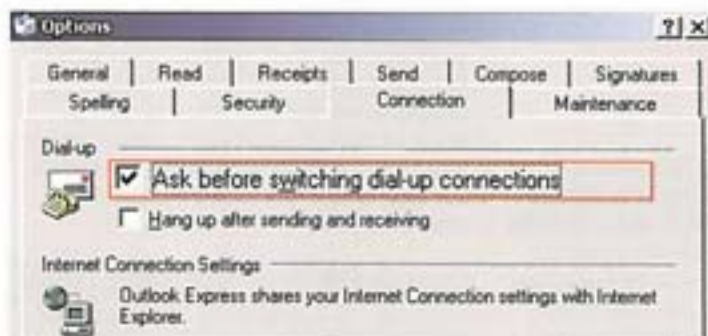 Options
General Read Receipts Send Compose Signatures
Spelling Security Connection Maintenance
Dial-up
Ask before switching dial-up connections
Hang up after sending and receiving
Internet Connection Settings
Outlook Express shares your Internet Connection settings with Internet
Explorer.